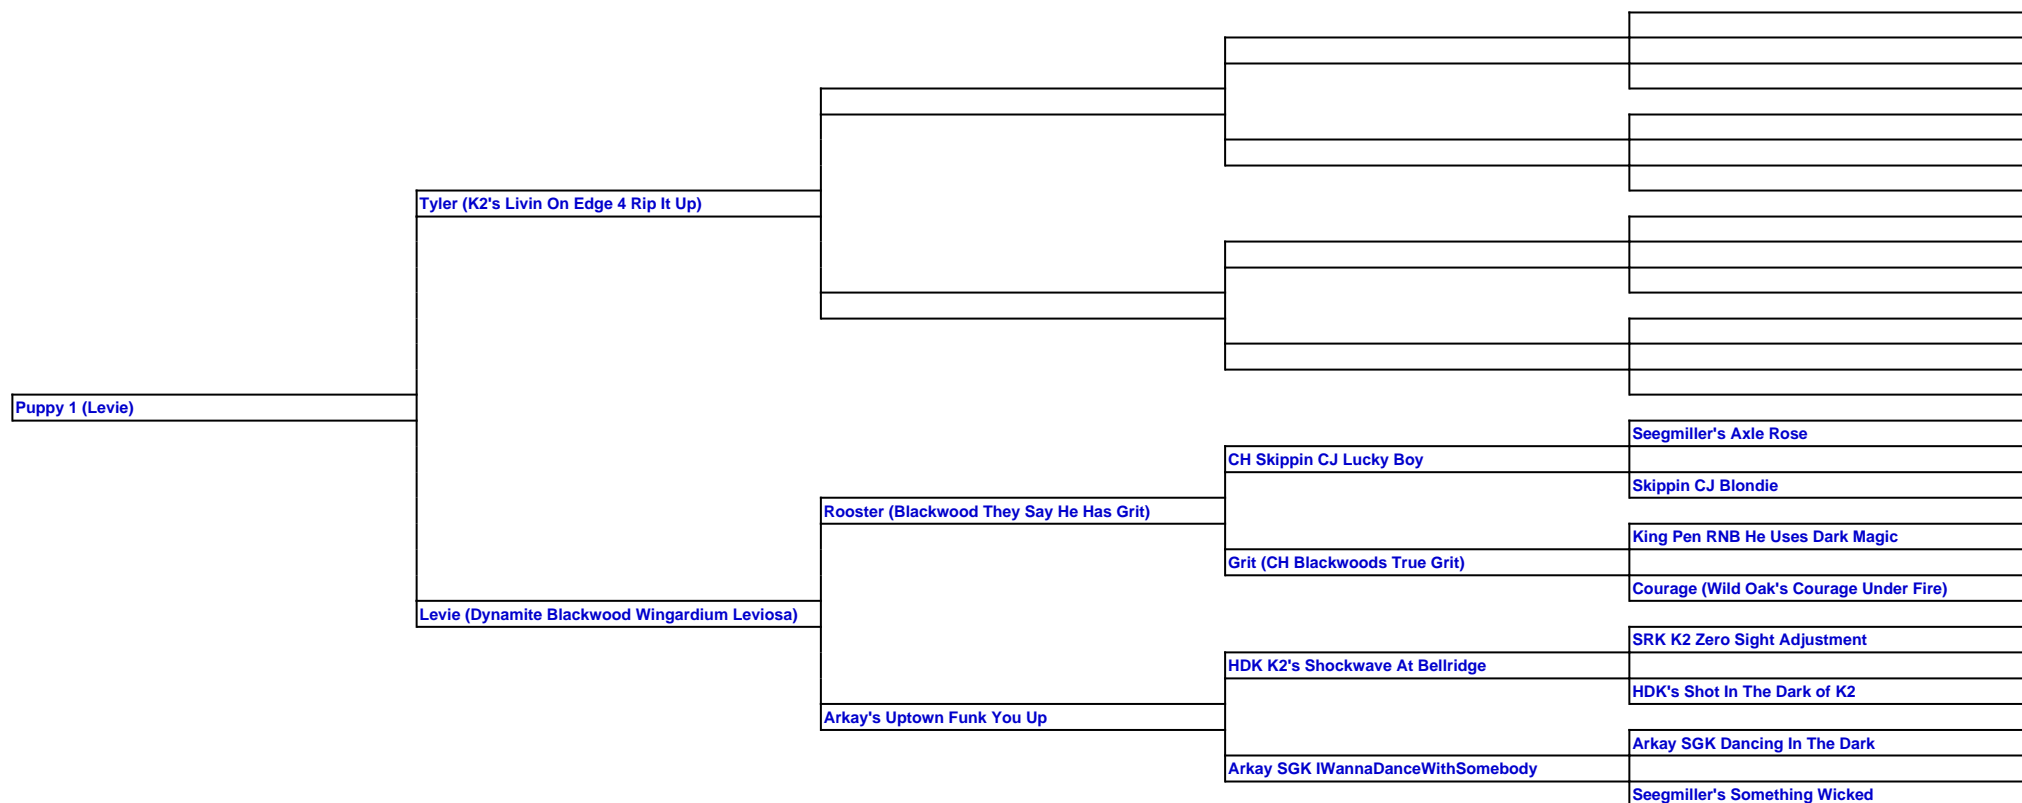 Tyler (K2's Livin On Edge 4 Rip It Up)
Puppy 1 (Levie)
Seegmiller's Axle Rose
CH Skippin CJ Lucky Boy
Skippin CJ Blondie
Rooster (Blackwood They Say He Has Grit)
King Pen RNB He Uses Dark Magic
Grit (CH Blackwoods True Grit)
Courage (Wild Oak's Courage Under Fire)
Levie (Dynamite Blackwood Wingardium Leviosa)
SRK K2 Zero Sight Adjustment
HDK K2's Shockwave At Bellridge
HDK's Shot In The Dark of K2
Arkay's Uptown Funk You Up
Arkay SGK Dancing In The Dark
Arkay SGK IWannaDanceWithSomebody
Seegmiller's Something Wicked